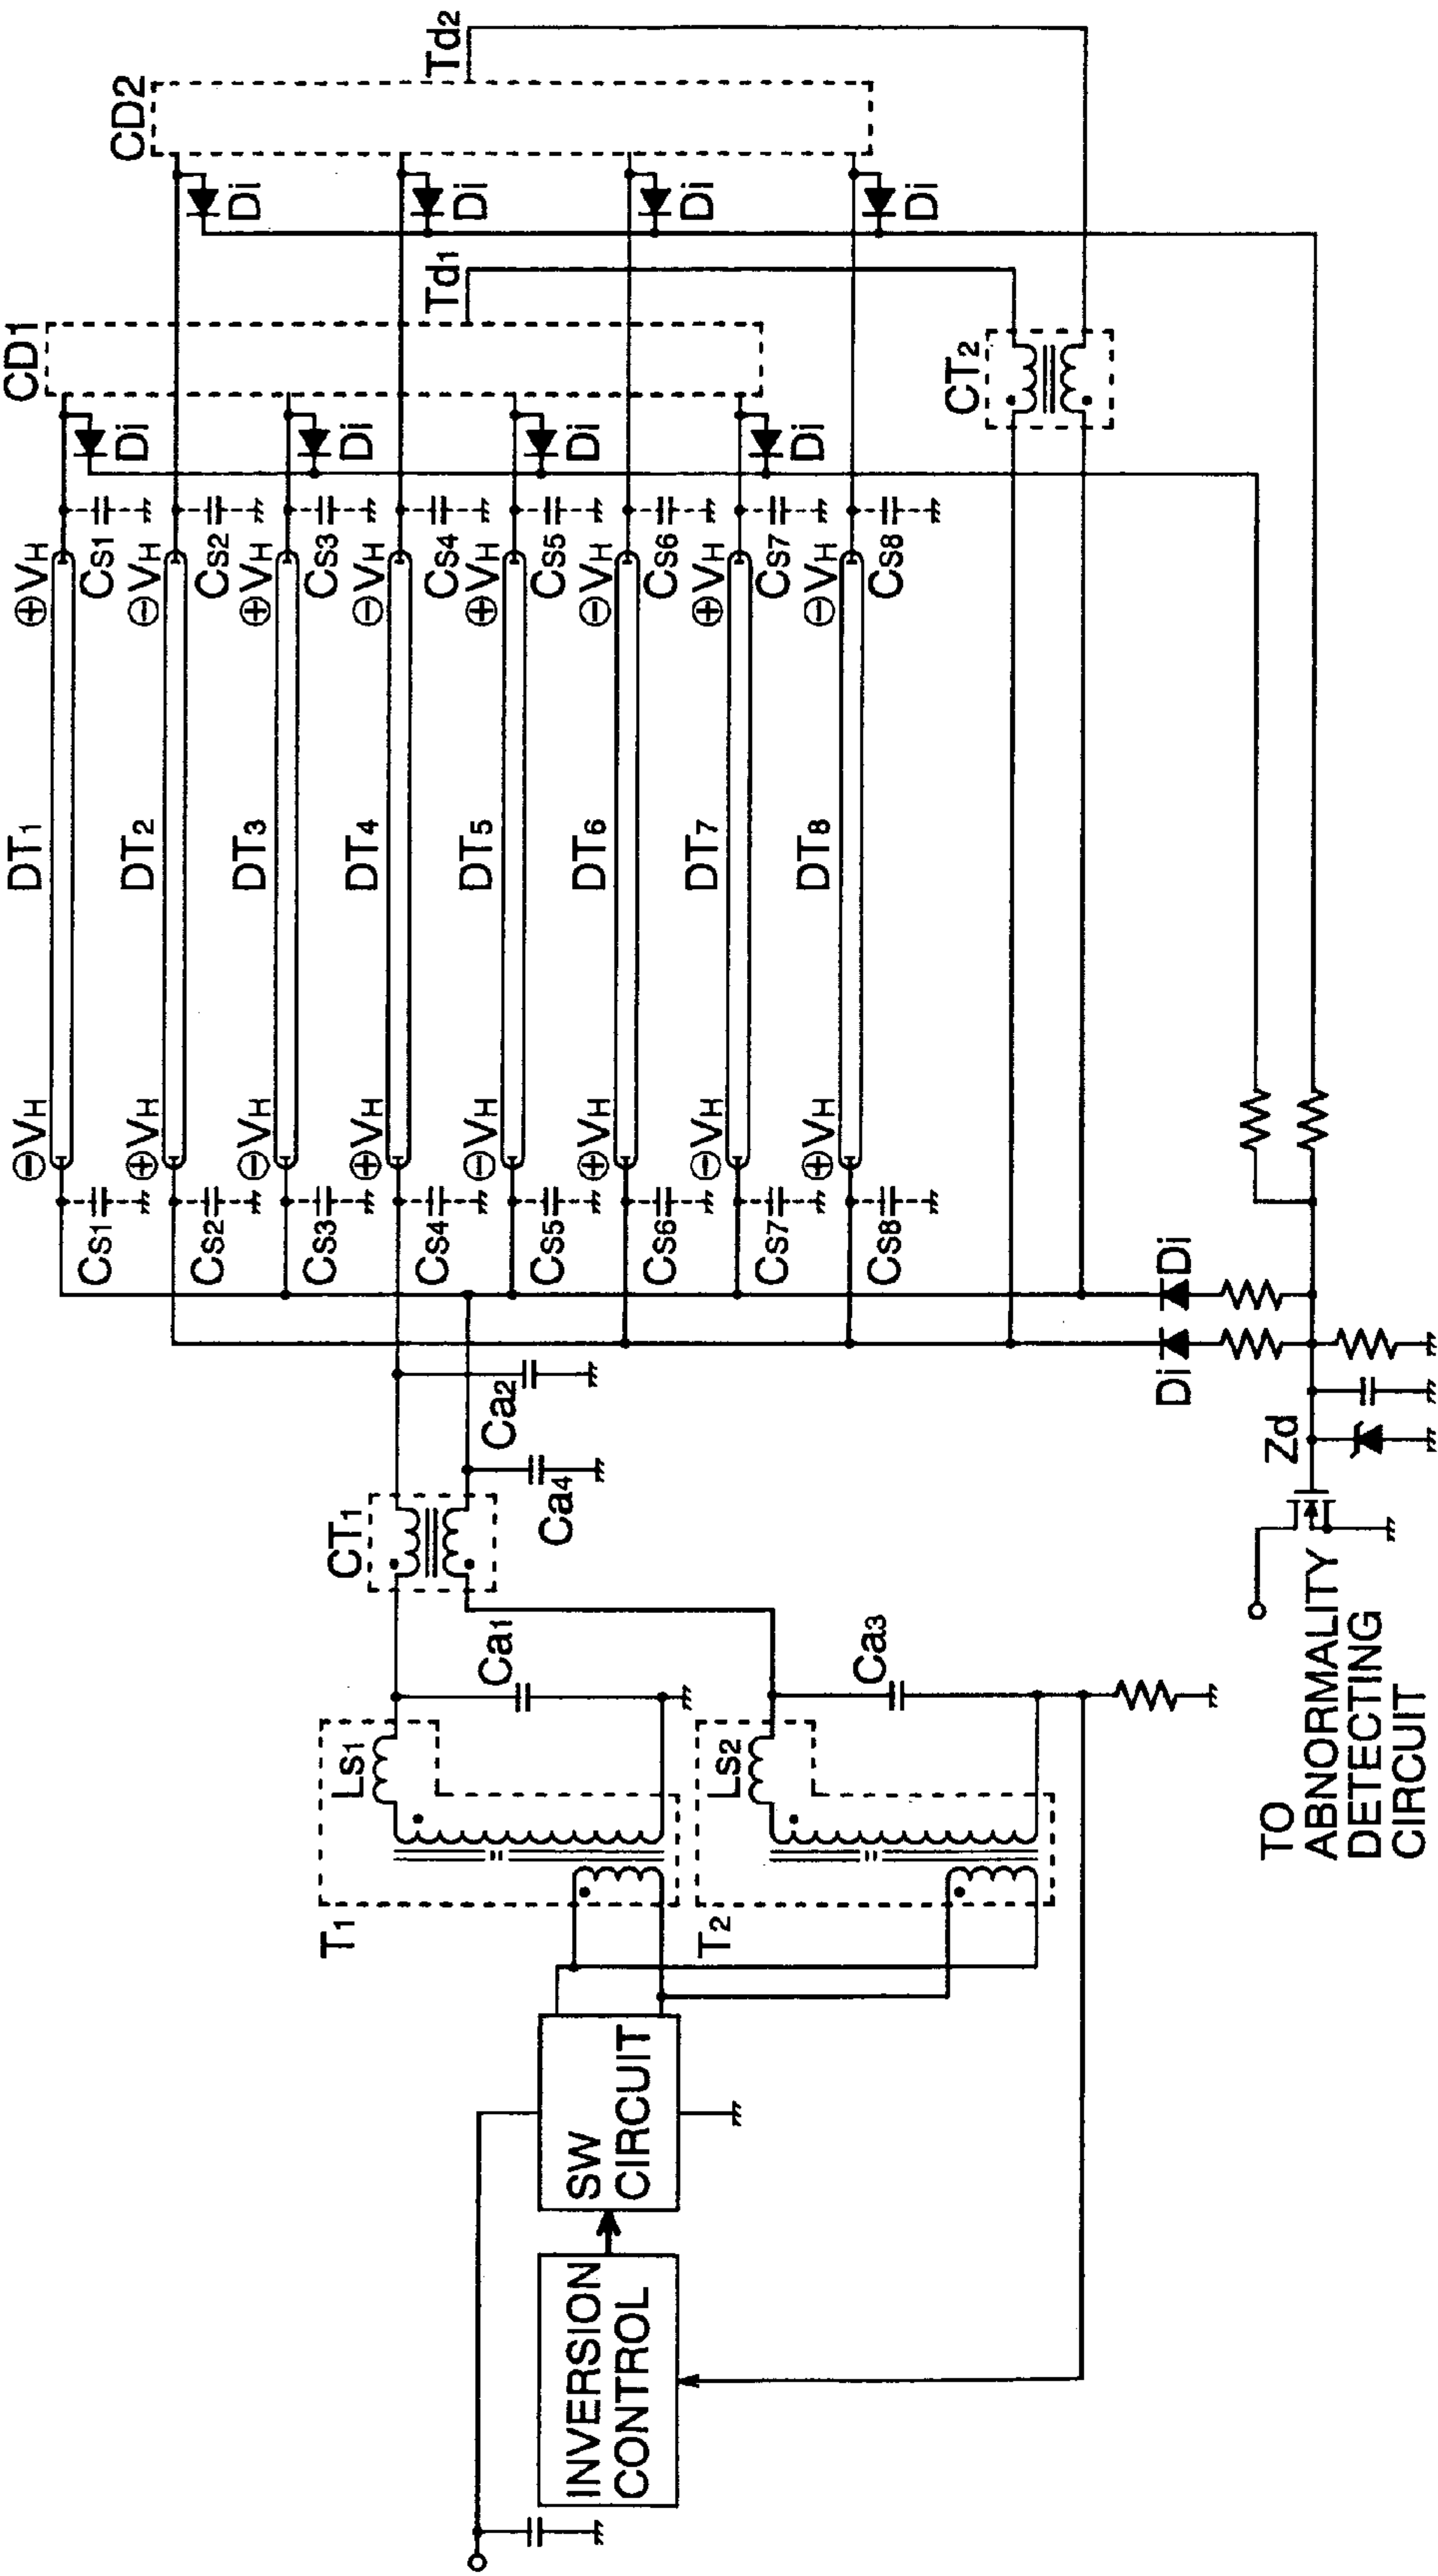 CD2
Td2
Di
Di
Di
Di
CD1
Td1
Di
Di
Di
Di
CT2
⊕VH
⊖VH
⊕VH
⊖VH
⊕VH
⊖VH
⊕VH
⊖VH
CS1
CS2
CS3
CS4
CS5
CS6
CS7
CS8
DT1
DT2
DT3
DT4
DT5
DT6
DT7
DT8
⊖VH
⊕VH
⊖VH
⊕VH
⊖VH
⊕VH
⊖VH
⊕VH
CS1
CS2
CS3
CS4
CS5
CS6
CS7
CS8
Di
Di
Ca2
Ca4
Zd
CT1
Ca1
Ca3
LS1
LS2
T1
T2
SW
CIRCUIT
INVERSION
CONTROL
TO
ABNORMALITY
DETECTING
CIRCUIT